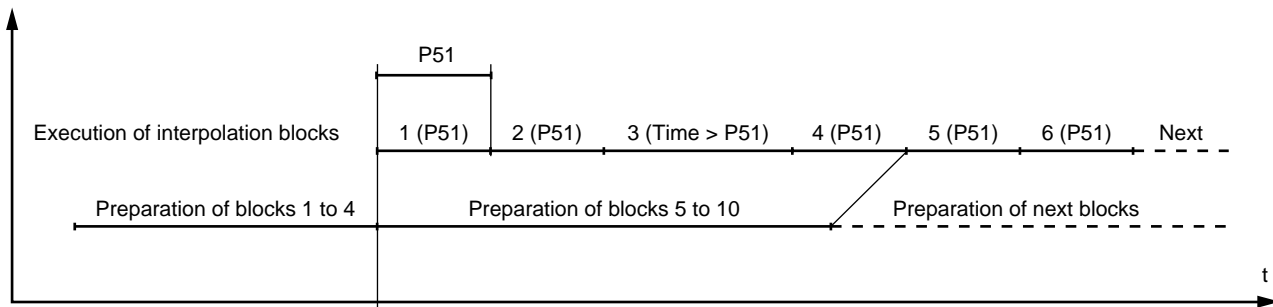 P51
Execution of interpolation blocks 1 (P51) 2 (P51) 3 (Time > P51) 4 (P51) 5 (P51) 6 (P51) Next
Preparation of blocks 1 to 4 Preparation of blocks 5 to 10 Preparation of next blocks
t